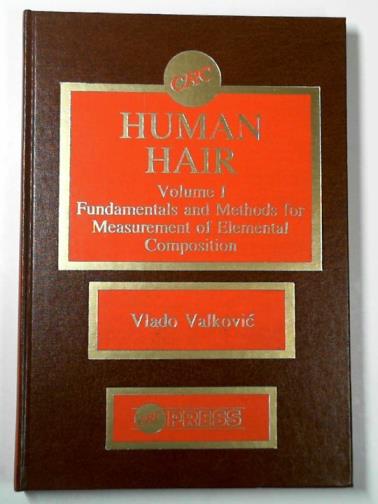 CRC
HUMAN
HAIR
Volume I
Fundamentals and Methods for
Measurement of Elemental
Composition
Vlado Valković
CRC PRESS